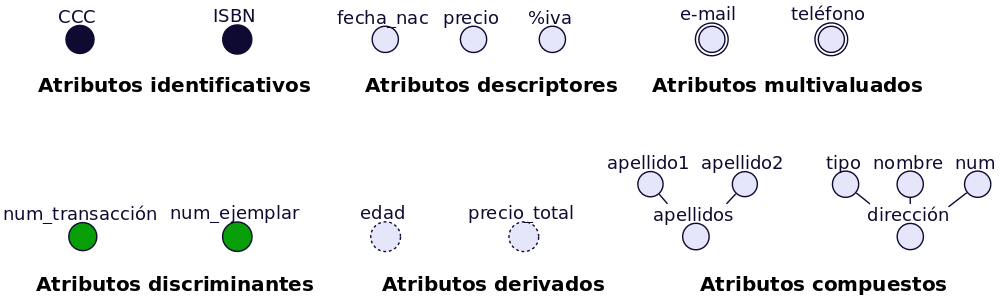 CCC ISBN fecha_nac precio %iva e-mail teléfono
Atributos identificativos Atributos descriptores Atributos multivaluados
apellido1 apellido2 tipo nombre num
num_transacción num_ejemplar edad precio_total apellidos dirección
Atributos discriminantes Atributos derivados Atributos compuestos